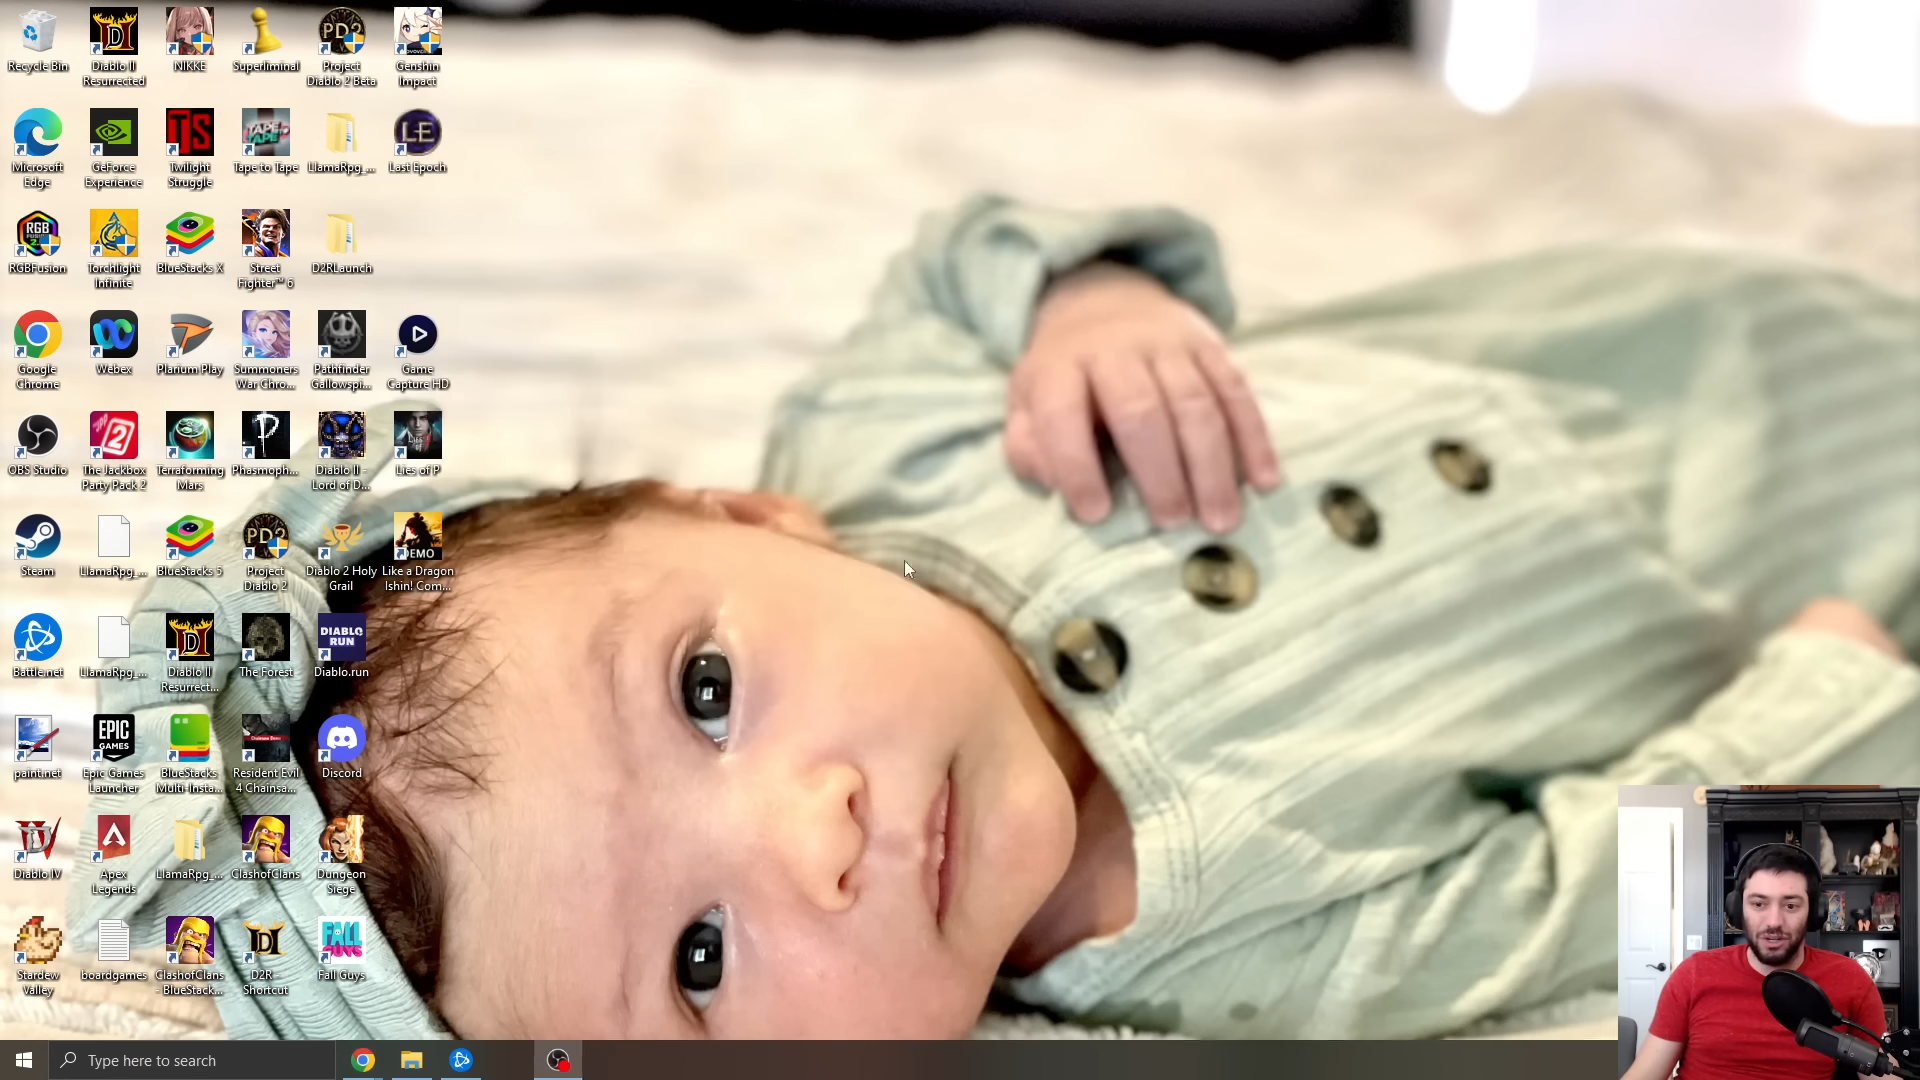 Recycle Bin
Diablo II
Resurrected
NIKKE
Superliminal
Project
Diablo 2 Beta
Genshin
Impact
Microsoft
Edge
GeForce
Experience
Twilight
Struggle
Tape to Tape
LlamaRpg_...
Last Epoch
RGBFusion
Torchlight
Infinite
BlueStacks X
Street
Fighter™ 6
D2RLaunch
Google
Chrome
Webex
Plarium Play
Summoners
War Chro...
Pathfinder
Gallowspi...
Game
Capture HD
OBS Studio
The Jackbox
Party Pack 2
Terraforming
Mars
Phasmoph...
Diablo II -
Lord of D...
Lies of P
Steam
LlamaRpg_...
BlueStacks 5
Project
Diablo 2
Diablo 2 Holy
Grail
Like a Dragon
Ishin! Com...
Battle.net
LlamaRpg_...
Diablo II
Resurrect...
The Forest
Diablo.run
paint.net
Epic Games
Launcher
BlueStacks
Multi-Insta...
Resident Evil
4 Chainsa...
Discord
Diablo IV
Apex
Legends
LlamaRpg_...
ClashofClans
Dungeon
Siege
Stardew
Valley
boardgames
ClashofClans
- BlueStack...
D2R -
Shortcut
Fall Guys
Type here to search